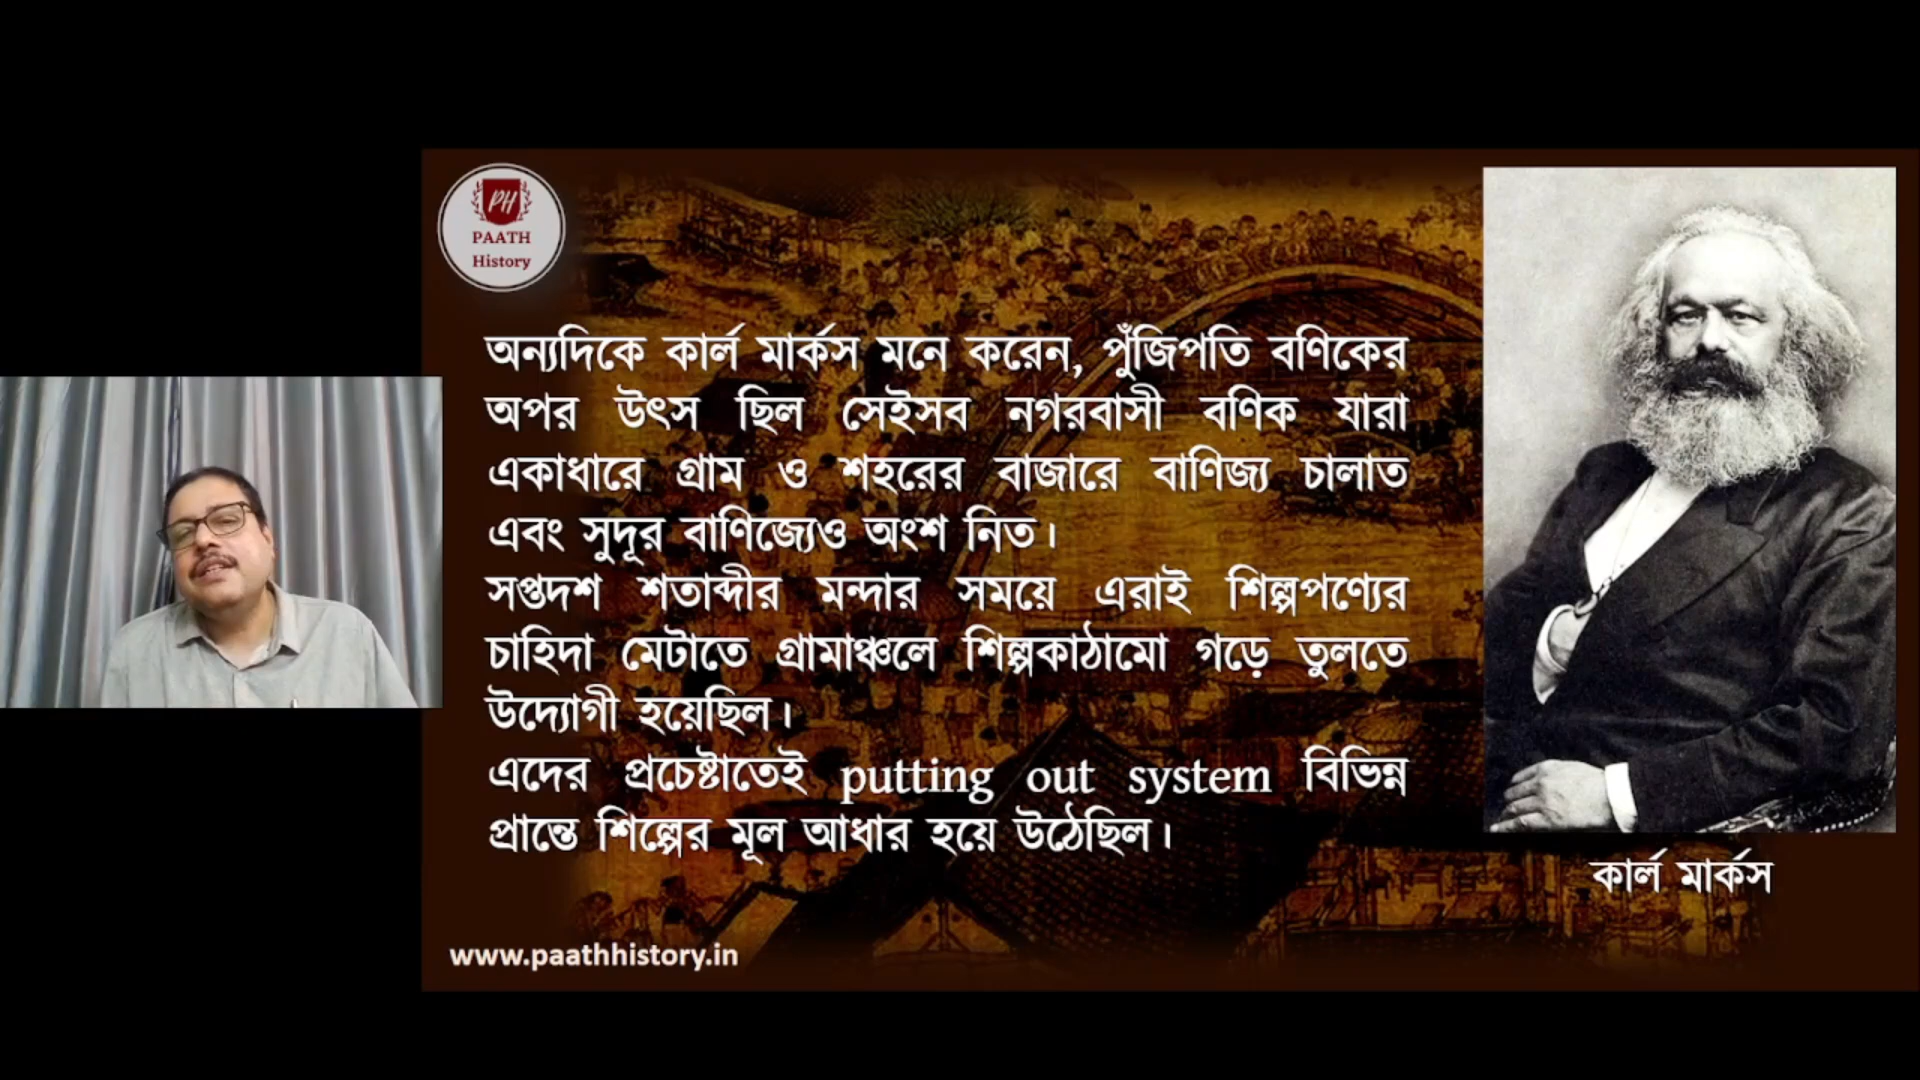 PH
PAATH
History
অন্যদিকে কার্ল মার্কস মনে করেন, পুঁজিপতি বণিকের
অপর উৎস ছিল সেইসব নগরবাসী বণিক যারা
একাধারে গ্রাম ও শহরের বাজারে বাণিজ্য চালাত
এবং সুদূর বাণিজ্যেও অংশ নিত।
সপ্তদশ শতাব্দীর মন্দার সময়ে এরাই শিল্পপণ্যের
চাহিদা মেটাতে গ্রামাঞ্চলে শিল্পকাঠামো গড়ে তুলতে
উদ্যোগী হয়েছিল।
এদের প্রচেষ্টাতেই putting out system বিভিন্ন
প্রান্তে শিল্পের মূল আধার হয়ে উঠেছিল।
কার্ল মার্কস
www.paathhistory.in